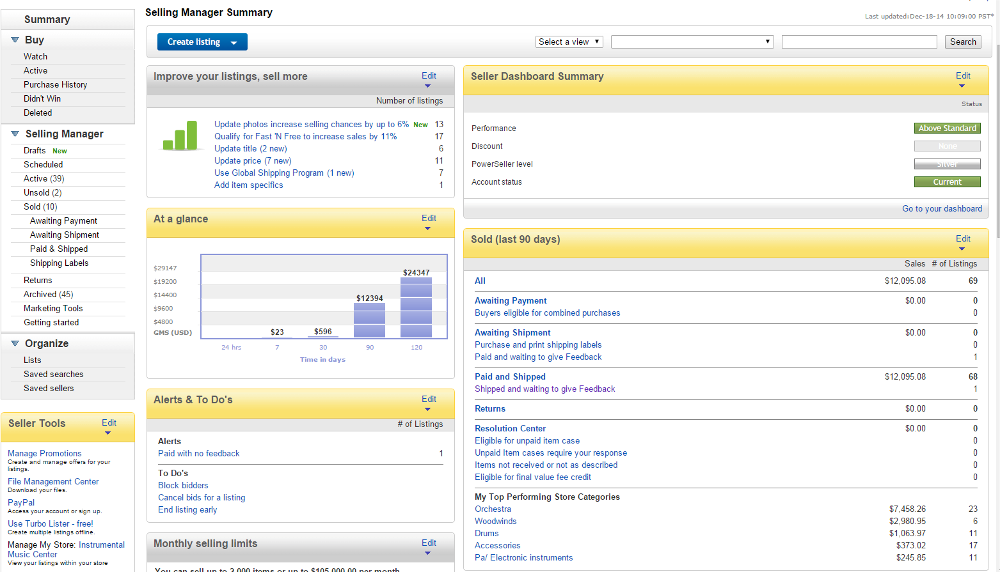 Summary
Buy
Watch
Active
Purchase History
Didn't Win
Deleted
Selling Manager
Drafts New
Scheduled
Active (39)
Unsold (2)
Sold (10)
Awaiting Payment
Awaiting Shipment
Paid & Shipped
Shipping Labels
Returns
Archived (45)
Marketing Tools
Getting started
Organize
Lists
Saved searches
Saved sellers
Seller Tools Edit
Manage Promotions
Create and manage offers for your
listings.
File Management Center
Download your files.
PayPal
Access your account or sign up.
Use Turbo Lister - free!
Create multiple listings offline.
Manage My Store: Instrumental
Music Center
View your listings within your store
Selling Manager Summary
Last updated:Dec-18-14 10:09:00 PST*
Create listing
Select a view
Search
Improve your listings, sell more Edit
Number of listings
Update photos increase selling chances by up to 6% New 13
Qualify for Fast 'N Free to increase sales by 11% 17
Update title (2 new) 6
Update price (7 new) 11
Use Global Shipping Program (1 new) 7
Add item specifics 1
At a glance Edit
$29147
$19200
$14400
$9600
$4800
GMS (USD)
$23
$596
$12394
$24347
24 hrs 7 30 90 120
Time in days
Alerts & To Do's Edit
# of Listings
Alerts
Paid with no feedback 1
To Do's
Block bidders
Cancel bids for a listing
End listing early
Monthly selling limits Edit
You can sell up to 2,000 items or up to $105,000.00 per month
Seller Dashboard Summary Edit
Status
Performance Above Standard
Discount None
PowerSeller level Silver
Account status Current
Go to your dashboard
Sold (last 90 days) Edit
Sales # of Listings
All $12,095.08 69
Awaiting Payment $0.00 0
Buyers eligible for combined purchases 0
Awaiting Shipment $0.00 0
Purchase and print shipping labels 0
Paid and waiting to give Feedback 1
Paid and Shipped $12,095.08 68
Shipped and waiting to give Feedback 1
Returns $0.00 0
Resolution Center $0.00 0
Eligible for unpaid item case 0
Unpaid Item cases require your response 0
Items not received or not as described 0
Eligible for final value fee credit 0
My Top Performing Store Categories
Orchestra $7,458.26 23
Woodwinds $2,980.95 6
Drums $1,063.97 11
Accessories $373.02 17
Pa/ Electronic instruments $245.85 11